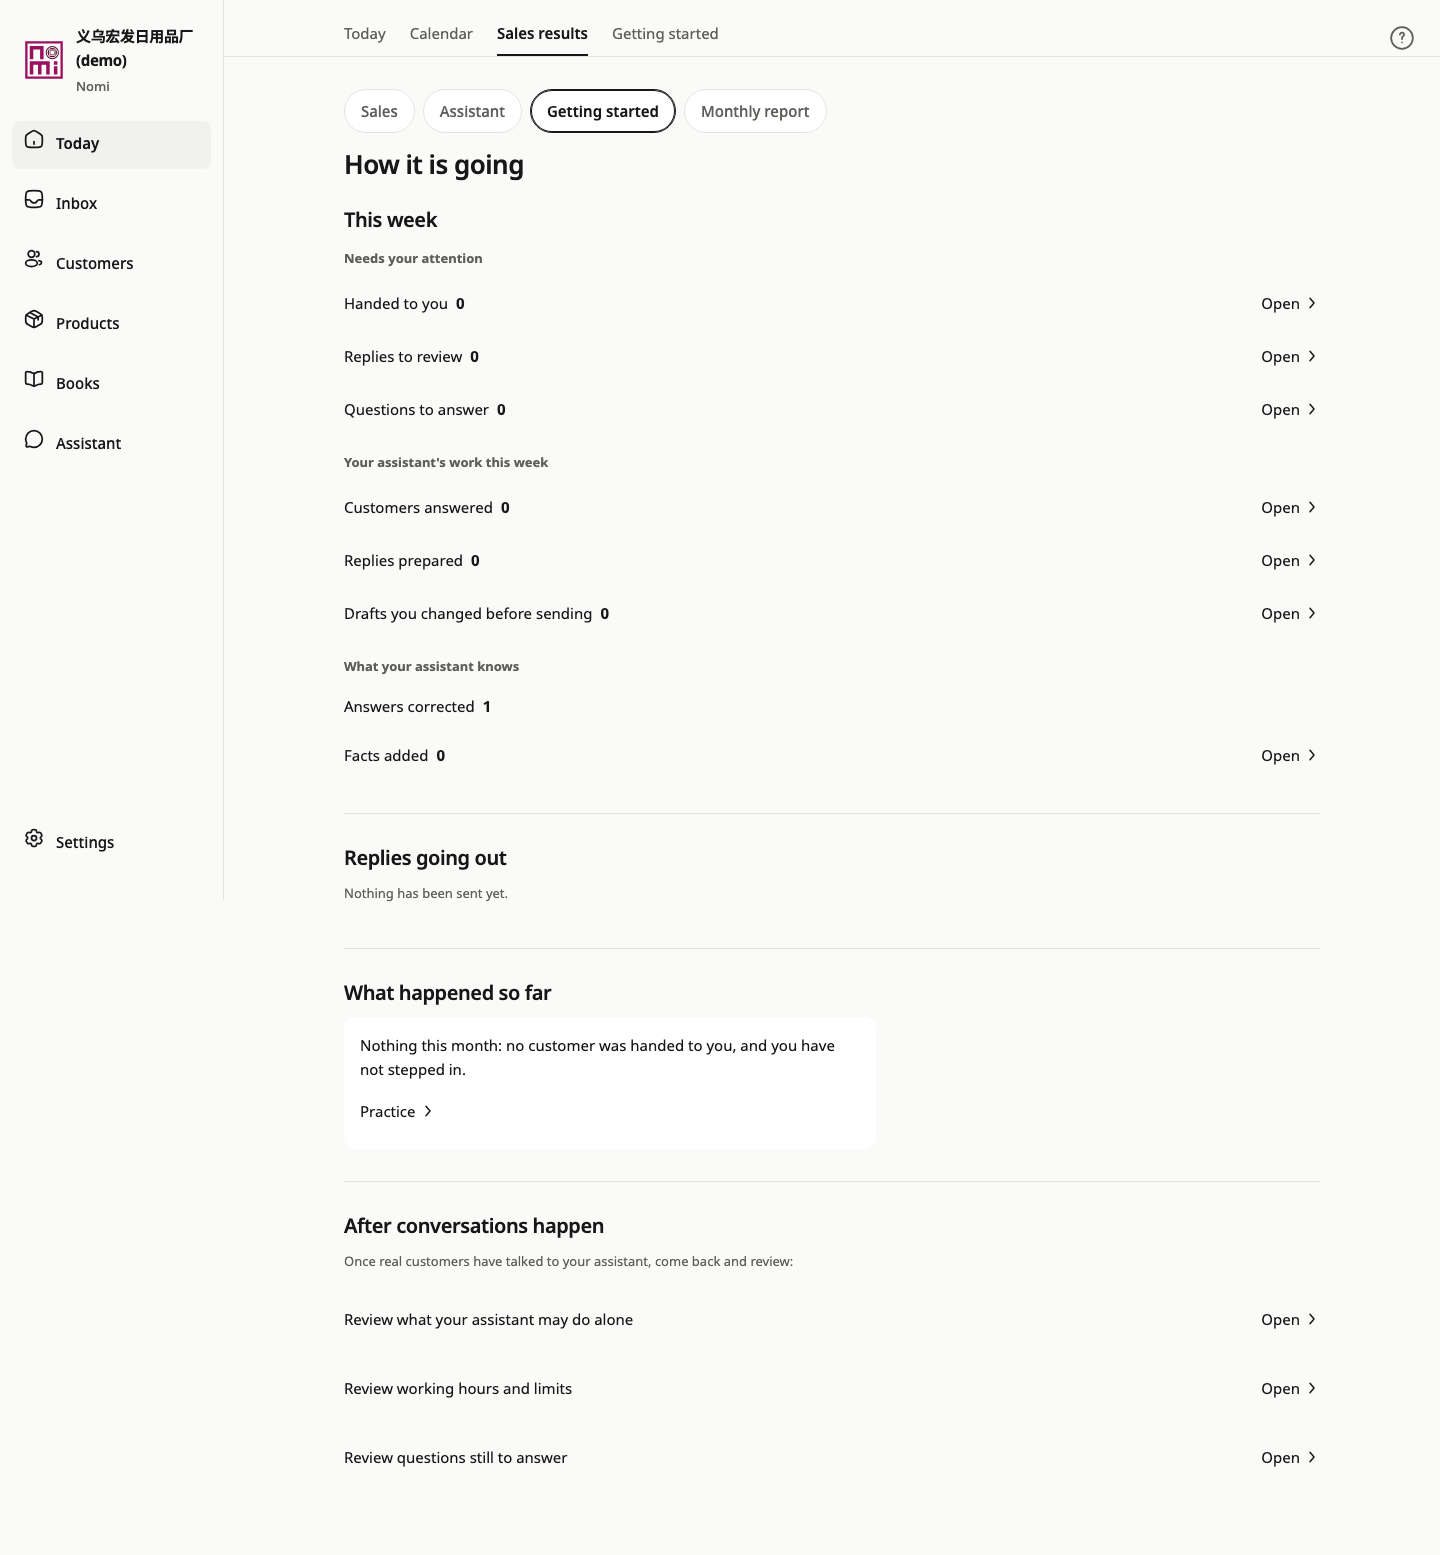 义乌宏发日用品厂
(demo)
Nomi
Today
Inbox
Customers
Products
Books
Assistant
Settings
Today
Calendar
Sales results
Getting started
Sales
Assistant
Getting started
Monthly report
How it is going
This week
Needs your attention
Handed to you 0
Open
Replies to review 0
Open
Questions to answer 0
Open
Your assistant's work this week
Customers answered 0
Open
Replies prepared 0
Open
Drafts you changed before sending 0
Open
What your assistant knows
Answers corrected 1
Facts added 0
Open
Replies going out
Nothing has been sent yet.
What happened so far
Nothing this month: no customer was handed to you, and you have
not stepped in.
Practice
After conversations happen
Once real customers have talked to your assistant, come back and review:
Review what your assistant may do alone
Open
Review working hours and limits
Open
Review questions still to answer
Open